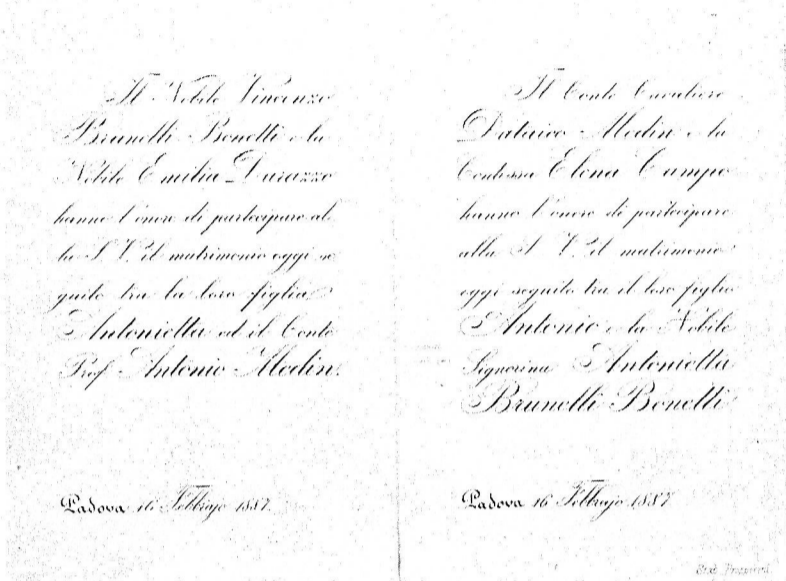 Il Nobile Vincenzo
Brunelli Bonetti e la
Nobile Emilia Durazzo
hanno l'onore di partecipare al
la S. V. il matrimonio oggi se
guito tra la loro figlia
Antonietta ed il Conte
Prof. Antonio Medin.
Padova 16 Febbrajo 1887.
Il Conte Cavaliere
Medin e la
Contessa Elena Campo
hanno l'onore di partecipare
alla S. V. il matrimonio
oggi seguito tra il loro figlio
Antonio e la Nobile
Signorina Antonietta
Brunelli Bonetti
Padova 16 Febbrajo 1887